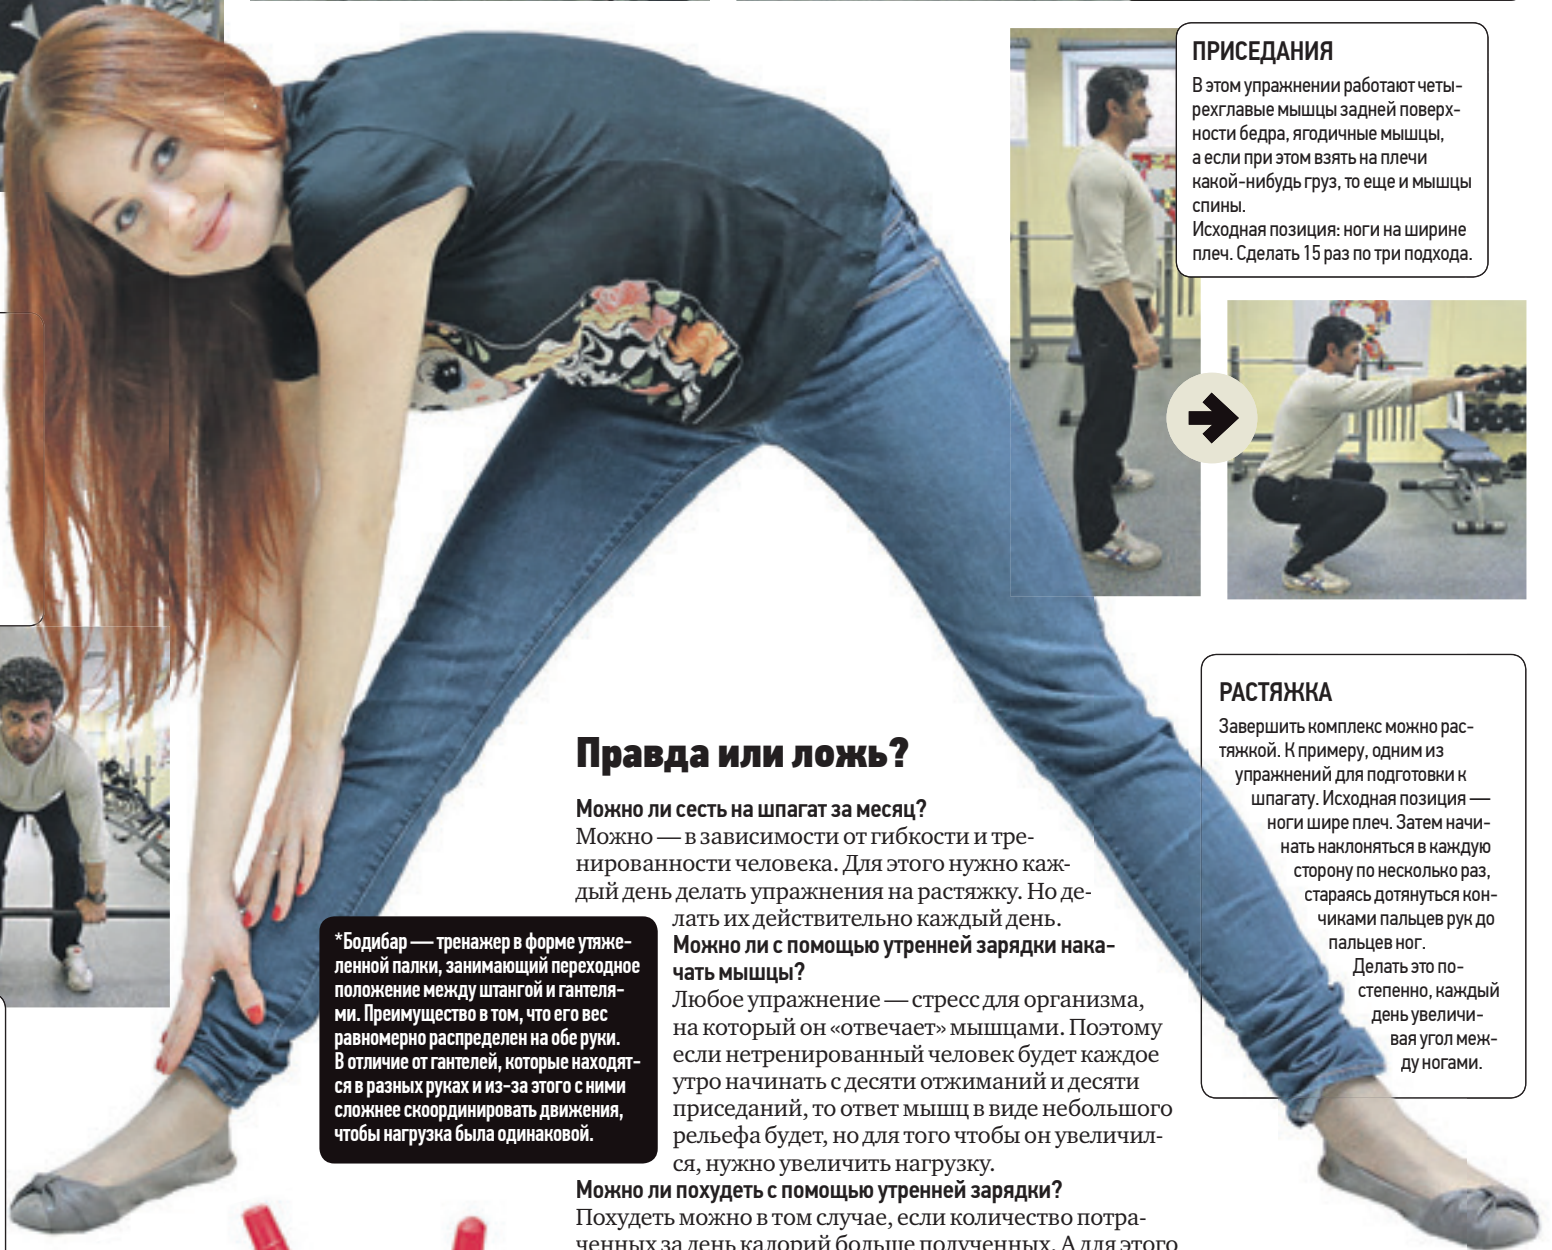 ПРИСЕДАНИЯ
В этом упражнении работают четы-
рехглавые мышцы задней поверх-
ности бедра, ягодичные мышцы,
а если при этом взять на плечи
какой-нибудь груз, то еще и мышцы
спины.
Исходная позиция: ноги на ширине
плеч. Сделать 15 раз по три подхода.
РАСТЯЖКА
Завершить комплекс можно рас-
тяжкой. К примеру, одним из
упражнений для подготовки к
шпагату. Исходная позиция —
ноги шире плеч. Затем начи-
нать наклоняться в каждую
сторону по несколько раз,
стараясь дотянуться кон-
чиками пальцев рук до
пальцев ног.
Делать это по-
степенно, каждый
день увеличи-
вая угол меж-
ду ногами.
Правда или ложь?
Можно ли сесть на шпагат за месяц?
Можно — в зависимости от гибкости и тре-
нированности человека. Для этого нужно каж-
дый день делать упражнения на растяжку. Но де-
лать их действительно каждый день.
Можно ли с помощью утренней зарядки нака-
чать мышцы?
Любое упражнение — стресс для организма,
на который он «отвечает» мышцами. Поэтому
если нетренированный человек будет каждое
утро начинать с десяти отжиманий и десяти
приседаний, то ответ мышц в виде небольшого
рельефа будет, но для того чтобы он увеличил-
ся, нужно увеличить нагрузку.
Можно ли похудеть с помощью утренней зарядки?
Похудеть можно в том случае, если количество потра-
ченных за день калорий больше полученных. А для этого
*Бодибар — тренажер в форме утяже-
ленной палки, занимающий переходное
положение между штангой и гантеля-
ми. Преимущество в том, что его вес
равномерно распределен на обе руки.
В отличие от гантелей, которые находят-
ся в разных руках и из-за этого с ними
сложнее скоординировать движения,
чтобы нагрузка была одинаковой.